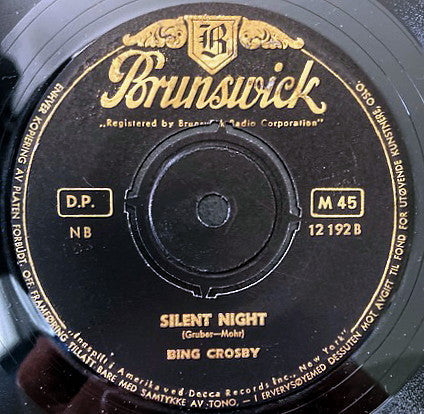 B
Brunswick
„Registered by Brunswick Radio Corporation"
D.P.
M 45
NB
12 192 B
SILENT NIGHT
(Gruber—Mohr)
BING CROSBY
„Innspilt i Amerika ved Decca Records Inc., New York"
ENHVER KOPIERING AV PLATEN FORBUDT. OFF. FRAMFØRING TILLATT BARE MED SAMTYKKE AV ·TONO. — ERVERVSØYEMED DESSUTEN MOT AVGIFT TIL FOND FOR UTØVENDE KUNSTNERE, OSLO.